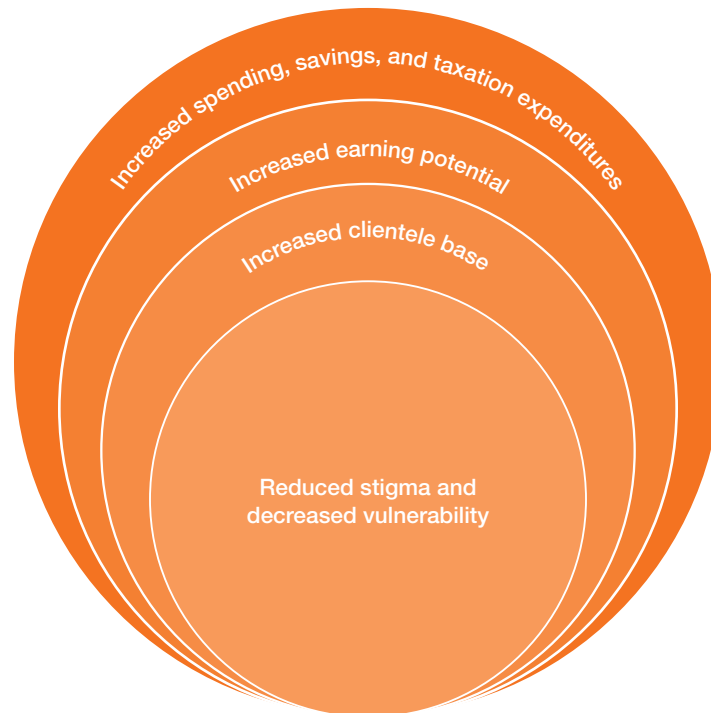 Increased spending, savings, and taxation expenditures
Increased earning potential
Increased clientele base
Reduced stigma and
decreased vulnerability